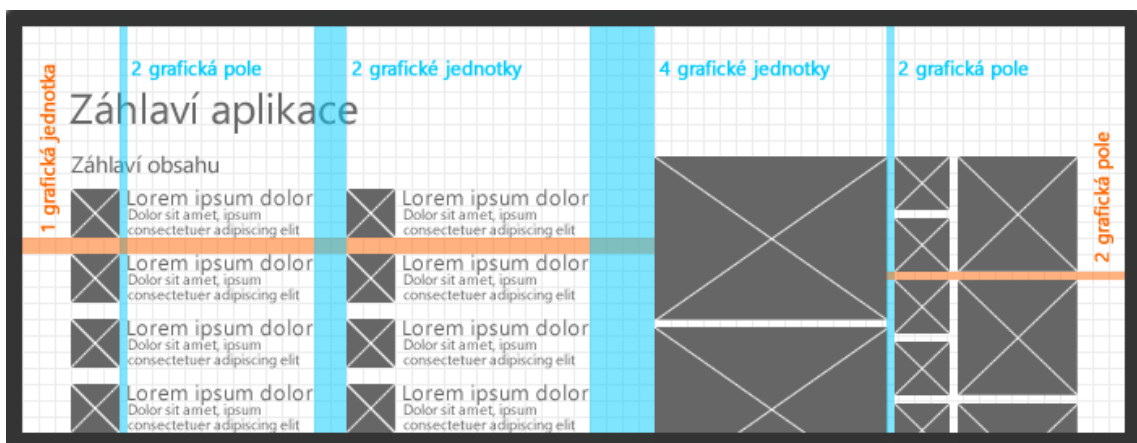 2 grafická pole
2 grafické jednotky
4 grafické jednotky
2 grafická pole
1 grafická jednotka
Záhlaví aplikace
Záhlaví obsahu
Lorem ipsum dolor
Dolor sit amet, ipsum
consectetuer adipiscing elit
Lorem ipsum dolor
Dolor sit amet, ipsum
consectetuer adipiscing elit
2 grafická pole
Lorem ipsum dolor
Dolor sit amet, ipsum
consectetuer adipiscing elit
Lorem ipsum dolor
Dolor sit amet, ipsum
consectetuer adipiscing elit
Lorem ipsum dolor
Dolor sit amet, ipsum
consectetuer adipiscing elit
Lorem ipsum dolor
Dolor sit amet, ipsum
consectetuer adipiscing elit
Lorem ipsum dolor
Dolor sit amet, ipsum
consectetuer adipiscing elit
Lorem ipsum dolor
Dolor sit amet, ipsum
consectetuer adipiscing elit